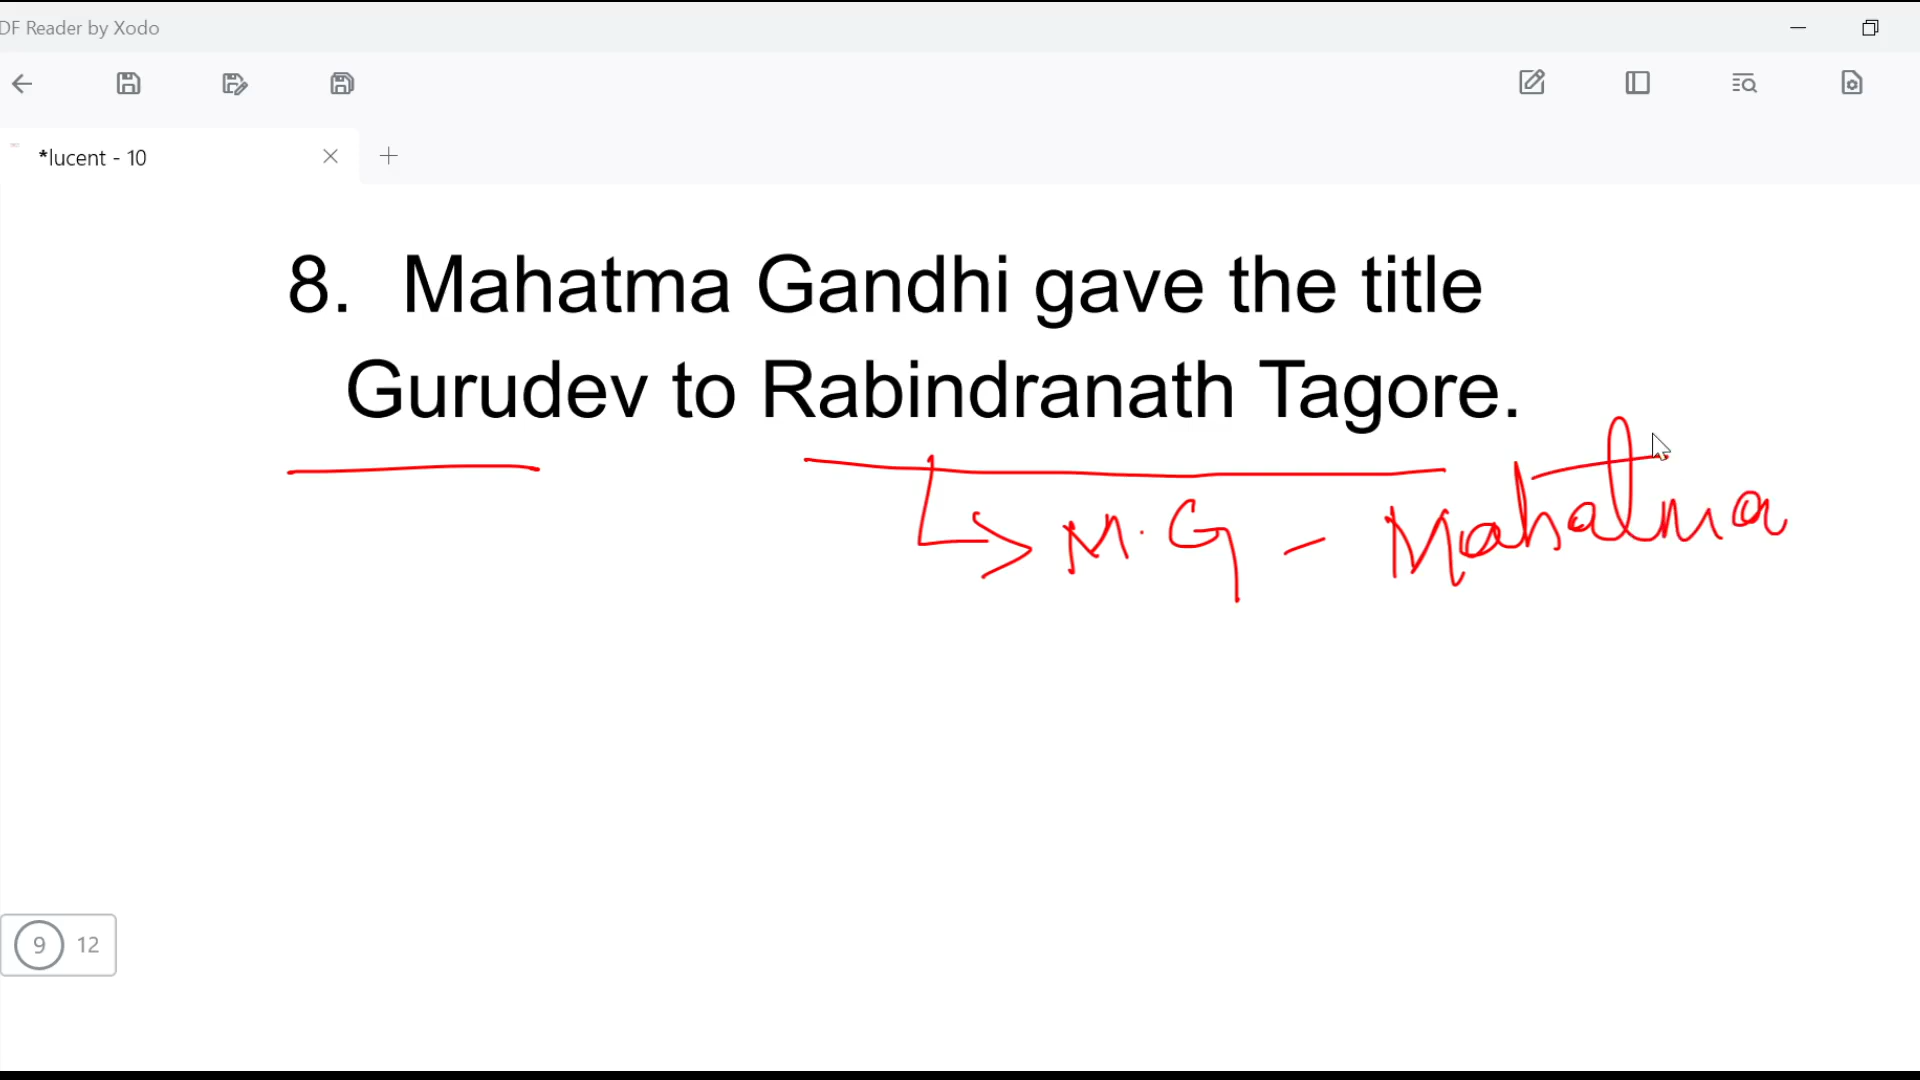 DF Reader by Xodo
*lucent - 10
8. Mahatma Gandhi gave the title
Gurudev to Rabindranath Tagore.
M.G - Mahatma
9 12